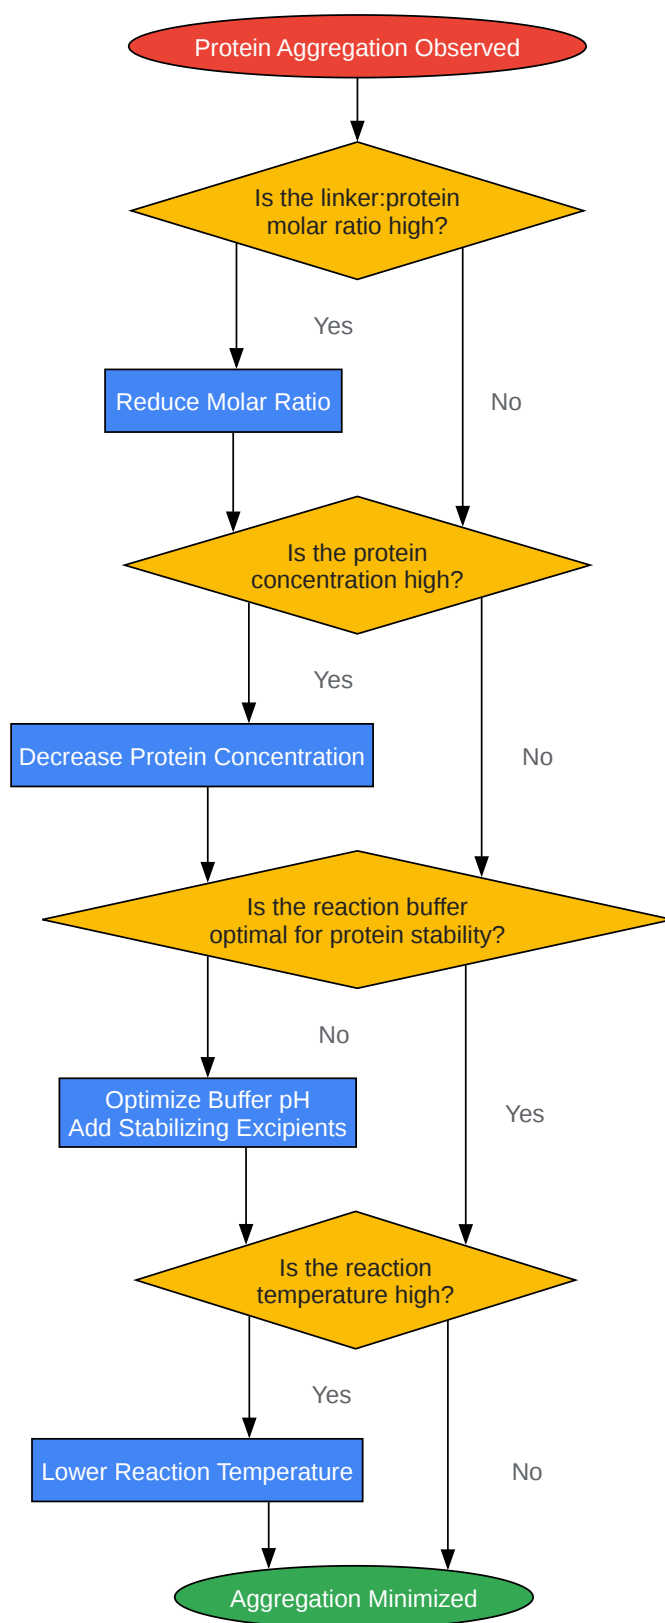 Protein Aggregation Observed
Is the linker:protein
molar ratio high?
Yes
Reduce Molar Ratio
No
Is the protein
concentration high?
Yes
Decrease Protein Concentration
No
Is the reaction buffer
optimal for protein stability?
No
Optimize Buffer pH
Add Stabilizing Excipients
Yes
Is the reaction
temperature high?
Yes
Lower Reaction Temperature
No
Aggregation Minimized